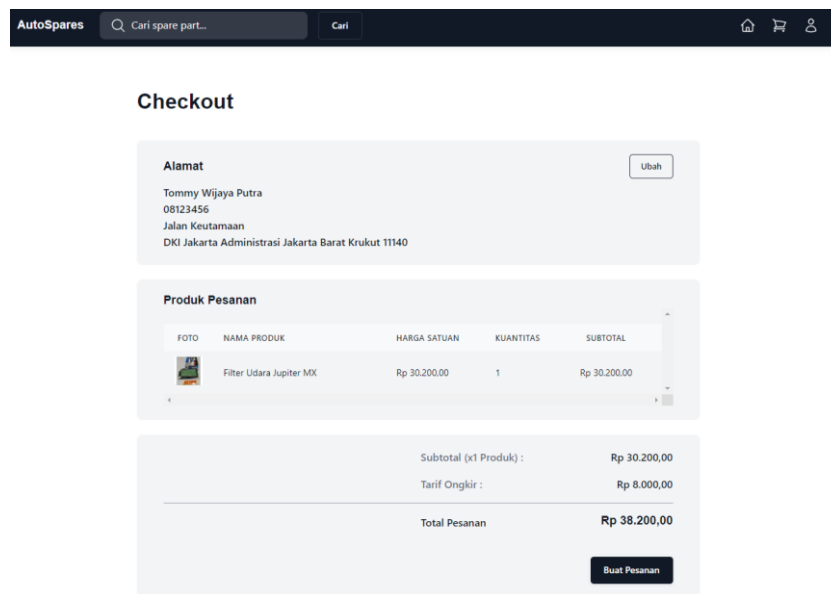 AutoSpares Cari spare part... Cari
Checkout
Alamat Ubah
Tommy Wijaya Putra
08123456
Jalan Keutamaan
DKI Jakarta Administrasi Jakarta Barat Krukut 11140
Produk Pesanan
FOTO NAMA PRODUK HARGA SATUAN KUANTITAS SUBTOTAL
Filter Udara Jupiter MX Rp 30.200,00 1 Rp 30.200,00
Subtotal (x1 Produk) : Rp 30.200,00
Tarif Ongkir : Rp 8.000,00
Total Pesanan Rp 38.200,00
Buat Pesanan